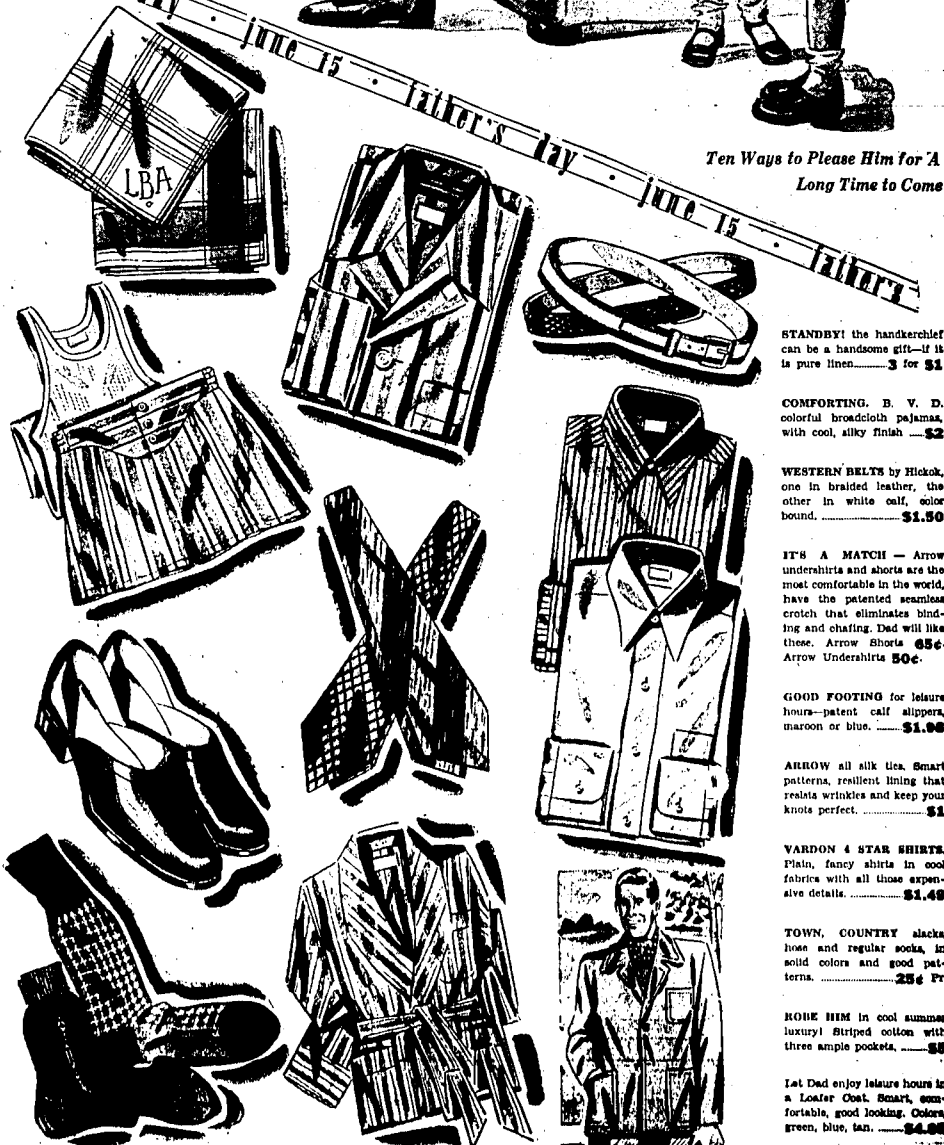 day · june 15 · father's day · june 15 · father's
LBA
Ten Ways to Please Him for A
Long Time to Come
STANDBY! the handkerchief
can be a handsome gift—if it
is pure linen. 3 for $1
COMFORTING. B. V. D.
colorful broadcloth pajamas,
with cool, silky finish $2
WESTERN BELTS by Hickok,
one in braided leather, the
other in white calf, color
bound. $1.50
IT'S A MATCH — Arrow
undershirts and shorts are the
most comfortable in the world,
have the patented seamless
crotch that eliminates bind-
ing and chafing. Dad will like
these. Arrow Shorts 65¢.
Arrow Undershirts 50¢.
GOOD FOOTING for leisure
hours—patent calf slippers,
maroon or blue. $1.98
ARROW all silk ties. Smart
patterns, resilient lining that
resists wrinkles and keep your
knots perfect. $1
VARDON 4 STAR SHIRTS.
Plain, fancy shirts in cool
fabrics with all those expen-
sive details. $1.49
TOWN, COUNTRY slacks
hose and regular socks, in
solid colors and good pat-
terns. 25¢ Pr
ROBE HIM in cool summer
luxury! Striped cotton with
three ample pockets.
Let Dad enjoy leisure hours in
a Loafer Coat. Smart, com-
fortable, good looking. Colors,
green, blue, tan. $4.95